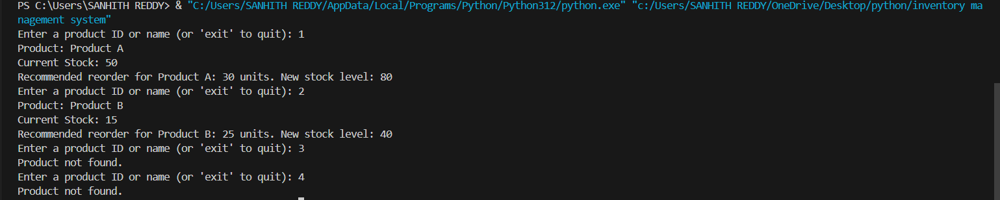 PS C:\Users\SANHITH REDDY> & "C:/Users/SANHITH REDDY/AppData/Local/Programs/Python/Python312/python.exe" "c:/Users/SANHITH REDDY/OneDrive/Desktop/python/inventory ma
nagement system"
Enter a product ID or name (or 'exit' to quit): 1
Product: Product A
Current Stock: 50
Recommended reorder for Product A: 30 units. New stock level: 80
Enter a product ID or name (or 'exit' to quit): 2
Product: Product B
Current Stock: 15
Recommended reorder for Product B: 25 units. New stock level: 40
Enter a product ID or name (or 'exit' to quit): 3
Product not found.
Enter a product ID or name (or 'exit' to quit): 4
Product not found.